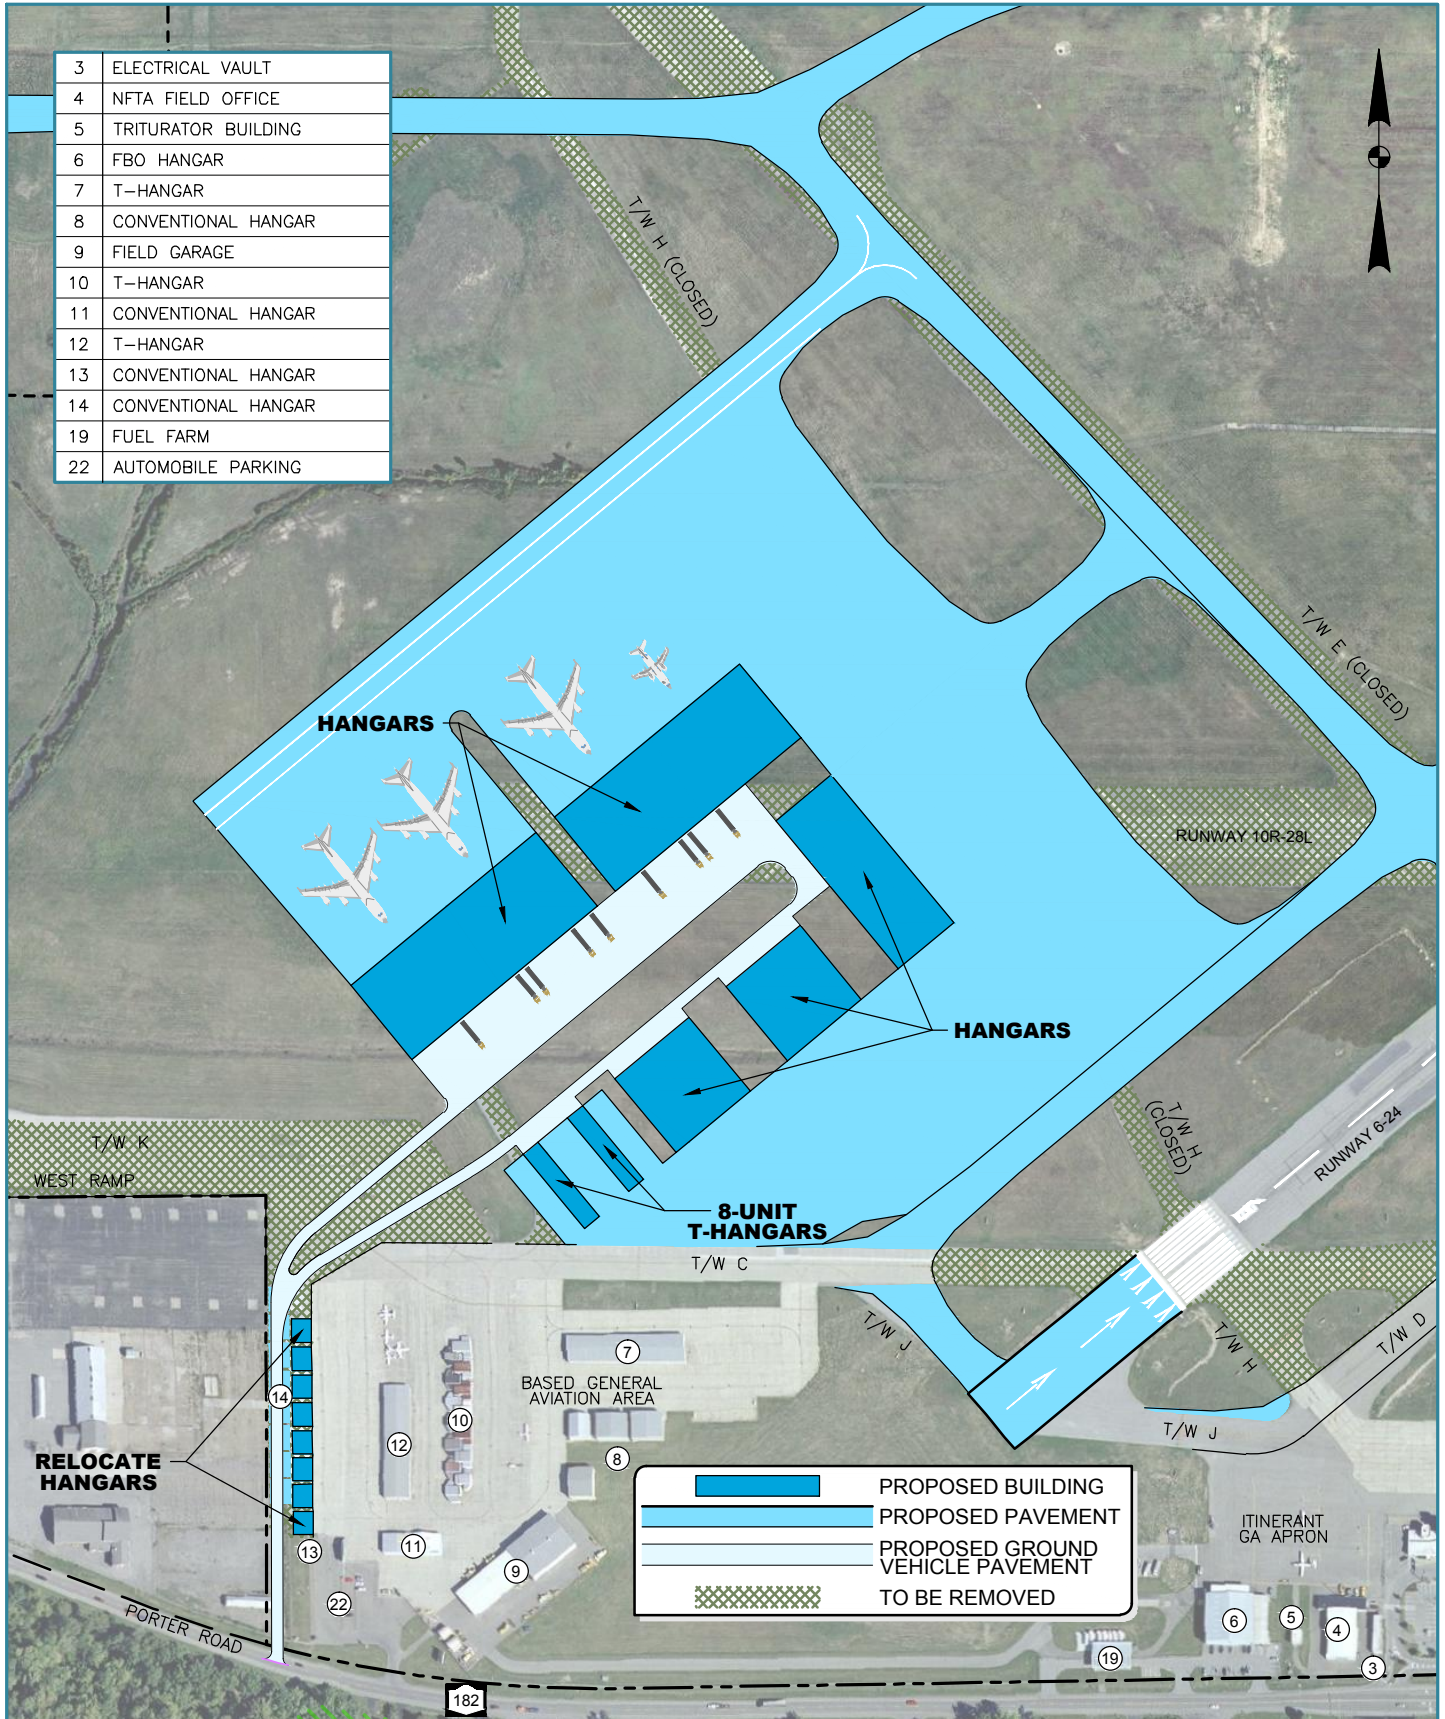 3 ELECTRICAL VAULT
4 NFTA FIELD OFFICE
5 TRITURATOR BUILDING
6 FBO HANGAR
7 T-HANGAR
8 CONVENTIONAL HANGAR
9 FIELD GARAGE
10 T-HANGAR
11 CONVENTIONAL HANGAR
12 T-HANGAR
13 CONVENTIONAL HANGAR
14 CONVENTIONAL HANGAR
19 FUEL FARM
22 AUTOMOBILE PARKING
T/W H (CLOSED)
T/W E (CLOSED)
HANGARS
RUNWAY 10R-28L
HANGARS
T/W H
(CLOSED)
RUNWAY 6-24
T/W K
WEST RAMP
8-UNIT
T-HANGARS
T/W C
T/W J
T/W H
T/W D
T/W J
7
BASED GENERAL
AVIATION AREA
14
10
12
8
RELOCATE
HANGARS
13
11
9
22
PROPOSED BUILDING
PROPOSED PAVEMENT
PROPOSED GROUND
VEHICLE PAVEMENT
TO BE REMOVED
ITINERANT
GA APRON
6
5
4
19
3
PORTER ROAD
182